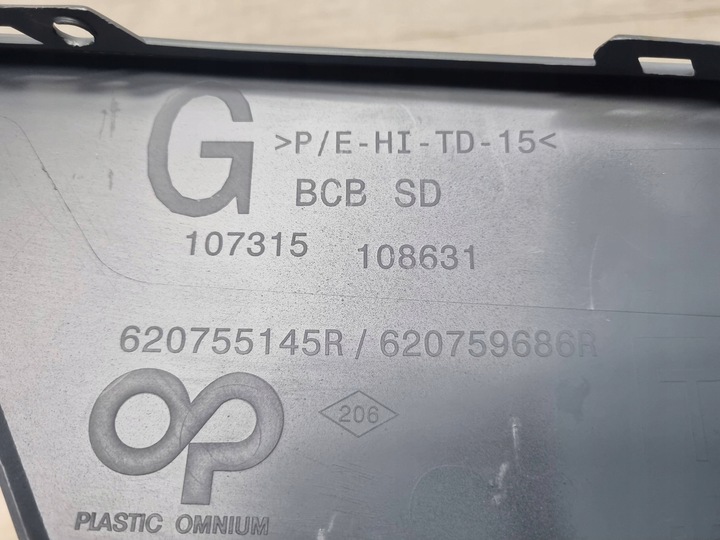 G
>P/E-HI-TD-15<
BCB SD
107315 108631
620755145R / 620759686R
206
PLASTIC OMNIUM